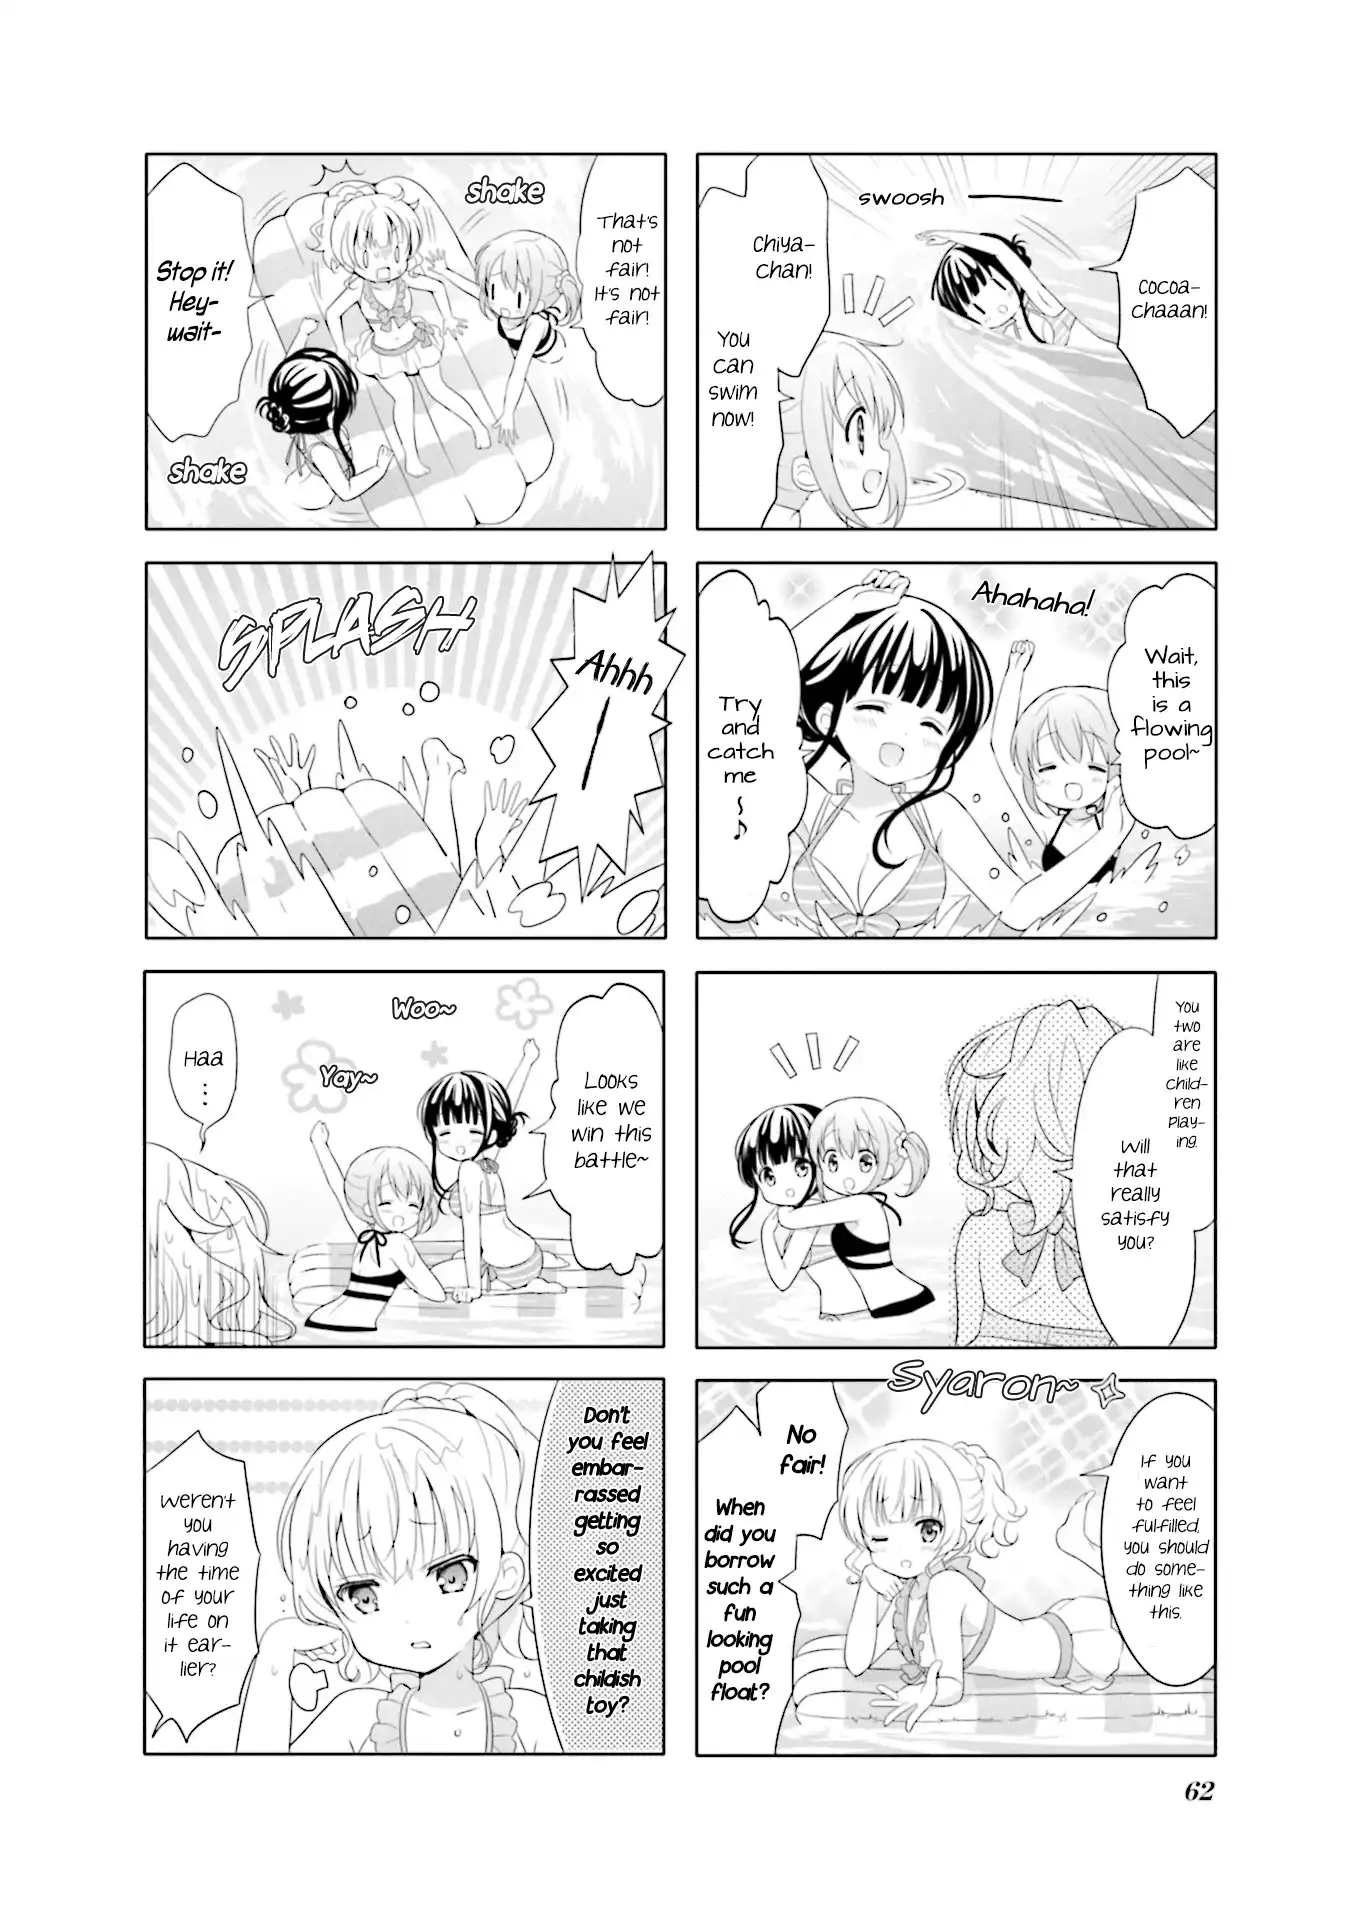 Cocoa-
chaaan!
swoosh
Chiya-
chan!
You
can
swim
now!
Ahahaha!
Wait,
this
is a
flowing
pool~
Try
and
catch
me
~♪
You
two
are
like
child-
ren
play-
ing.
Will
that
really
satisfy
you?
Syaron~
If you
want
to feel
fulfilled,
you should
do some-
thing like
this.
No
fair!
When
did you
borrow
such a
fun
looking
pool
float?
That's
not
fair!
It's not
fair!
shake
Stop it!
Hey-
wait-
shake
Ahhh
SPLASH
Looks
like we
win this
battle~
Woo~
Yay~
Haa
...
Don't
you feel
embar-
rassed
getting
so
excited
just
taking
that
childish
toy?
Weren't
you
having
the time
of your
life on
it ear-
lier?
62